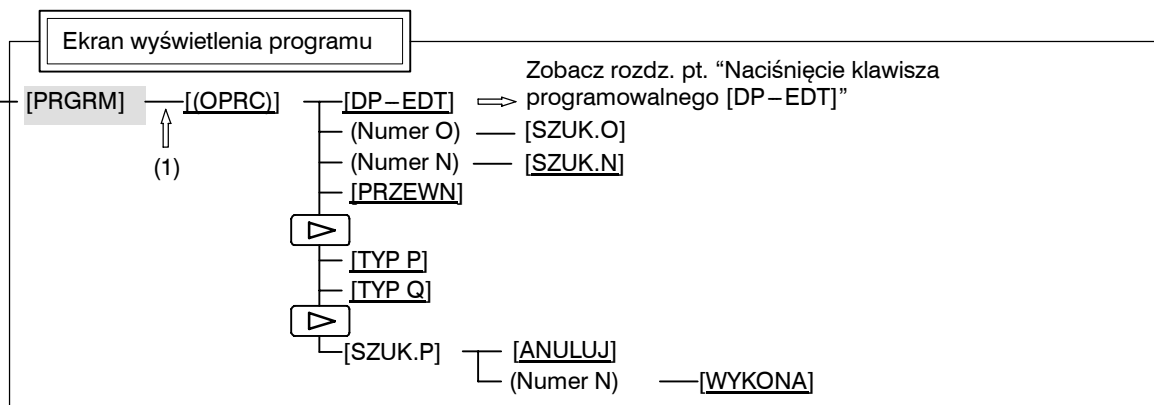 Ekran wyświetlenia programu
Zobacz rozdz. pt. “Naciśnięcie klawisza
programowalnego [DP–EDT]”
[PRGRM] [(OPRC)] [DP–EDT]
(Numer O) [SZUK.O]
(1) (Numer N) [SZUK.N]
[PRZEWN]
[TYP P]
[TYP Q]
[SZUK.P] [ANULUJ]
(Numer N) [WYKONA]